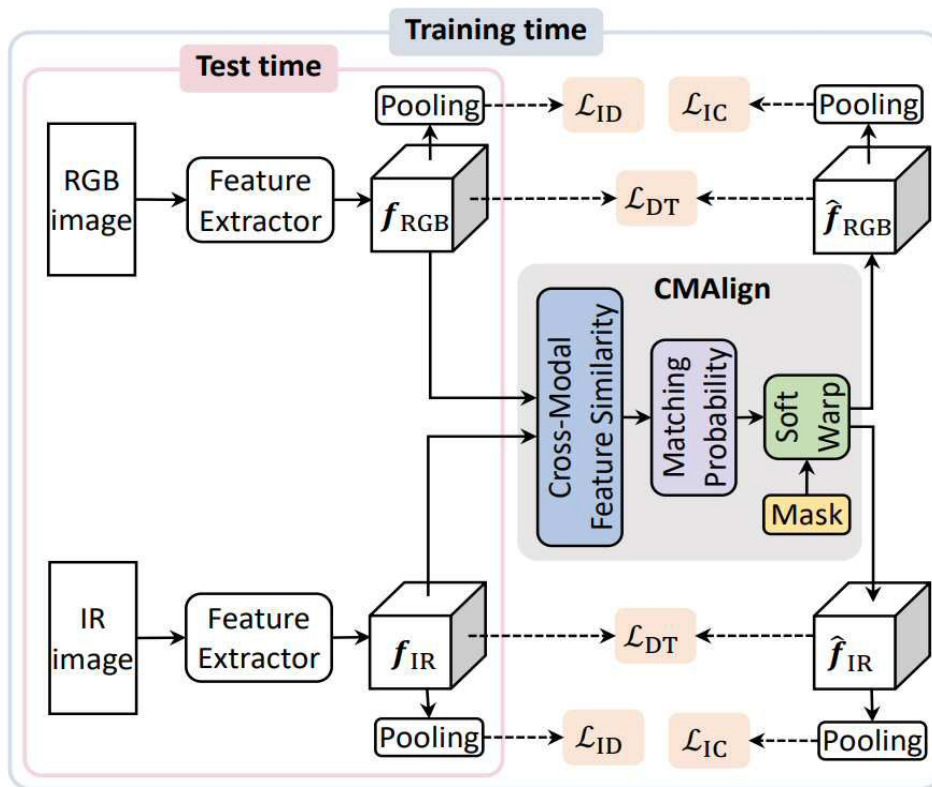 Training time
Test time
Pooling
ℒID
ℒIC
Pooling
RGB
image
Feature
Extractor
fRGB
ℒDT
f̂RGB
CMAlign
Cross-Modal
Feature Similarity
Matching
Probability
Soft
Warp
Mask
IR
image
Feature
Extractor
fIR
ℒDT
f̂IR
Pooling
ℒID
ℒIC
Pooling